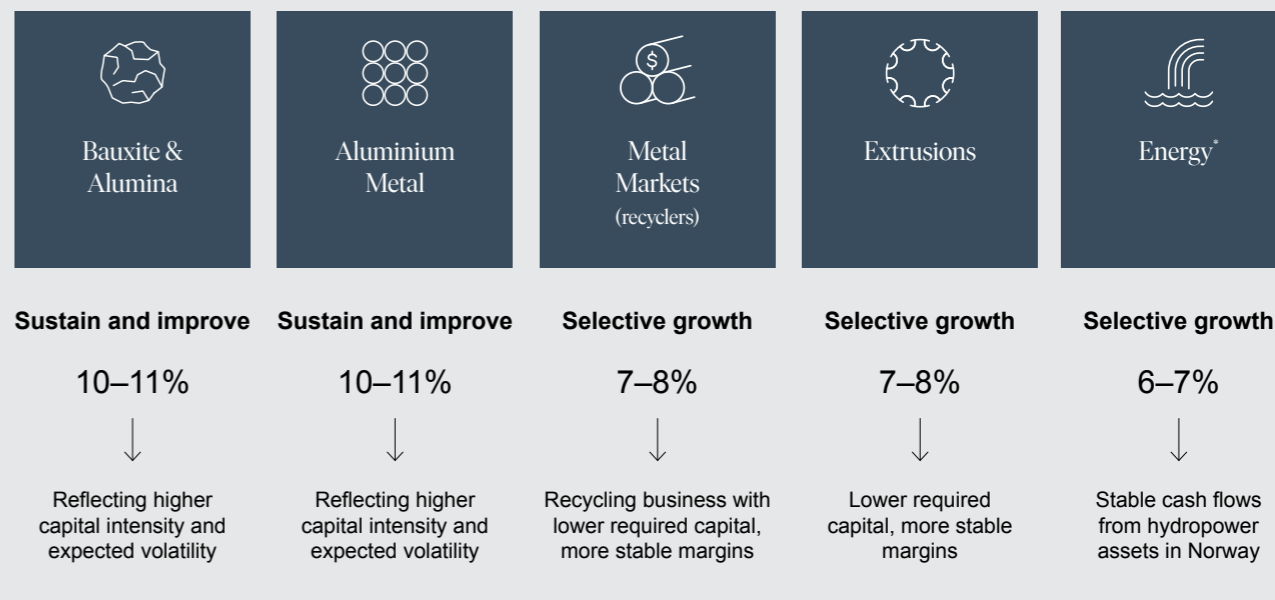 $
Bauxite &
Alumina
Sustain and improve
10–11%
Reflecting higher
capital intensity and
expected volatility
Aluminium
Metal
Sustain and improve
10–11%
Reflecting higher
capital intensity and
expected volatility
Metal
Markets
(recyclers)
Selective growth
7–8%
Recycling business with
lower required capital,
more stable margins
Extrusions
Selective growth
7–8%
Lower required
capital, more stable
margins
Energy*
Selective growth
6–7%
Stable cash flows
from hydropower
assets in Norway